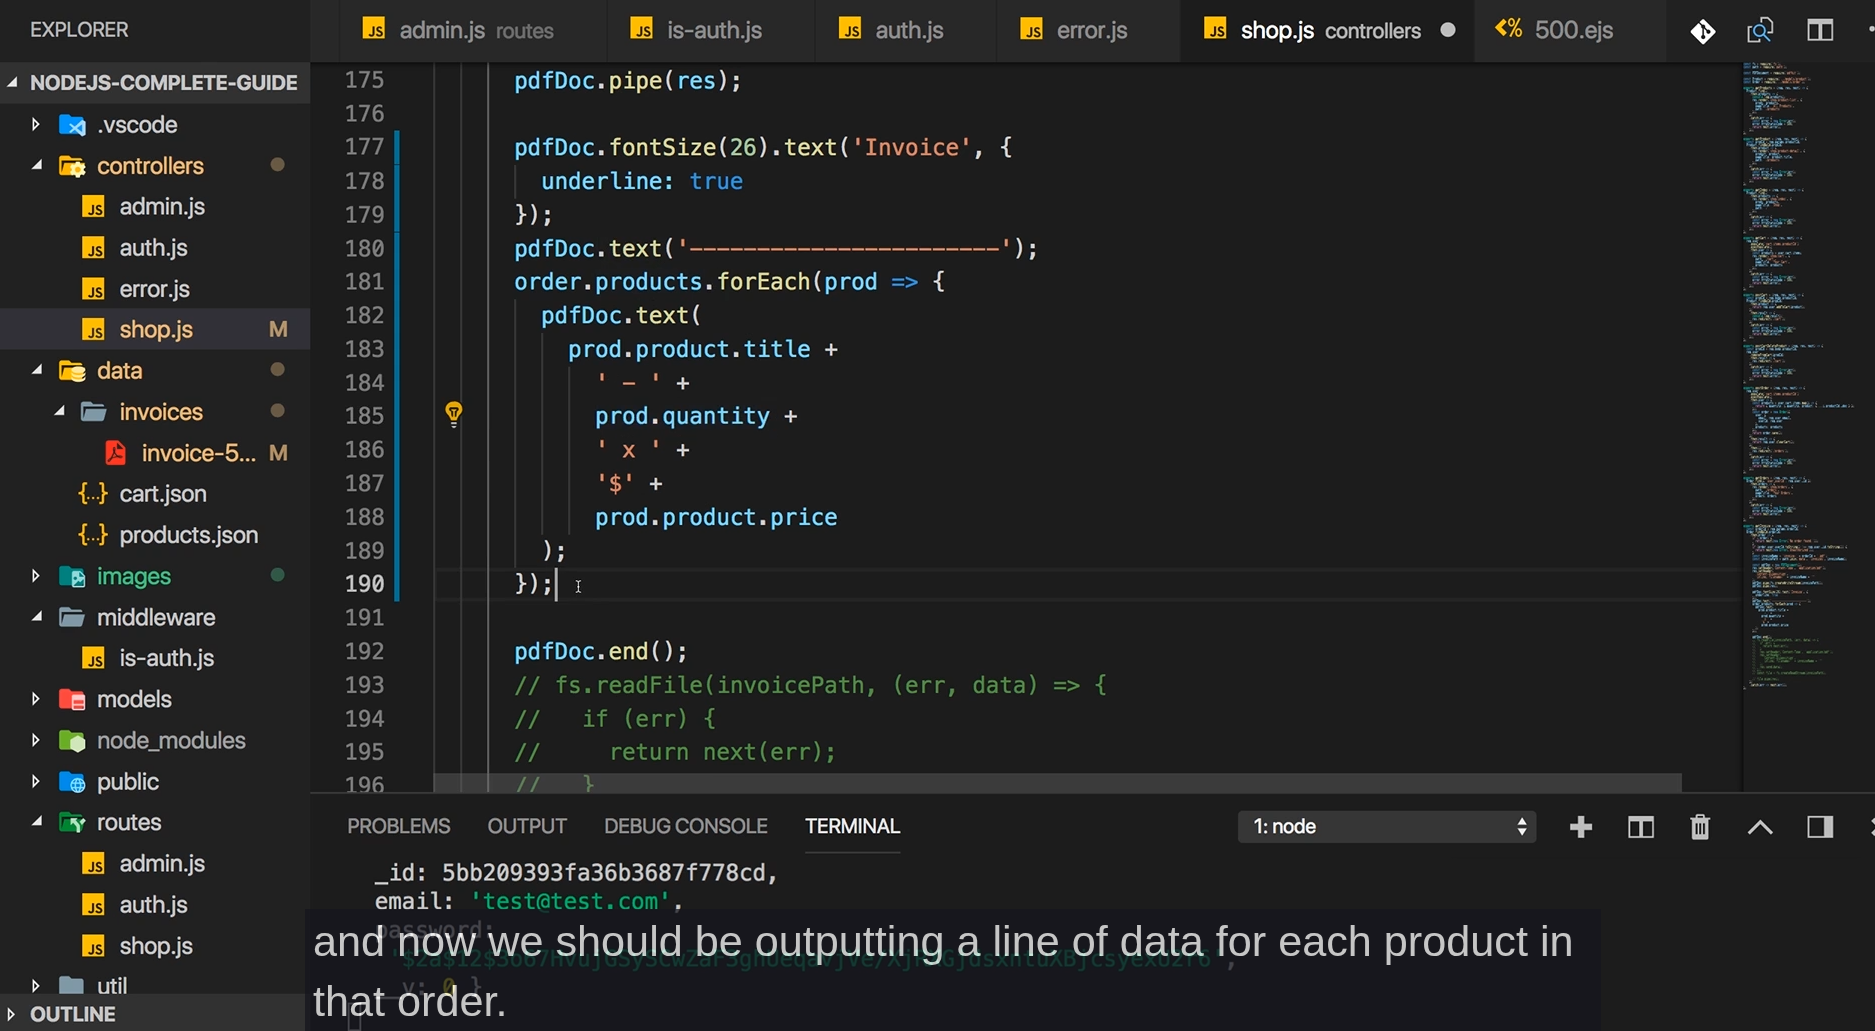 EXPLORER
admin.js routes
is-auth.js
auth.js
error.js
shop.js controllers
500.ejs
NODEJS-COMPLETE-GUIDE
.vscode
controllers
admin.js
auth.js
error.js
shop.js M
data
invoices
invoice-5... M
cart.json
products.json
images
middleware
is-auth.js
models
node_modules
public
routes
admin.js
auth.js
shop.js
util
OUTLINE
175 pdfDoc.pipe(res);
176
177 pdfDoc.fontSize(26).text('Invoice', {
178 underline: true
179 });
180 pdfDoc.text('-----------------------');
181 order.products.forEach(prod => {
182 pdfDoc.text(
183 prod.product.title +
184 ' - ' +
185 prod.quantity +
186 ' x ' +
187 '$' +
188 prod.product.price
189 );
190 });
191
192 pdfDoc.end();
193 // fs.readFile(invoicePath, (err, data) => {
194 // if (err) {
195 // return next(err);
196 // }
PROBLEMS OUTPUT DEBUG CONSOLE TERMINAL 1: node
_id: 5bb209393fa36b3687f778cd,
email: 'test@test.com',
password:
__v: 0 }
and now we should be outputting a line of data for each product in
that order.